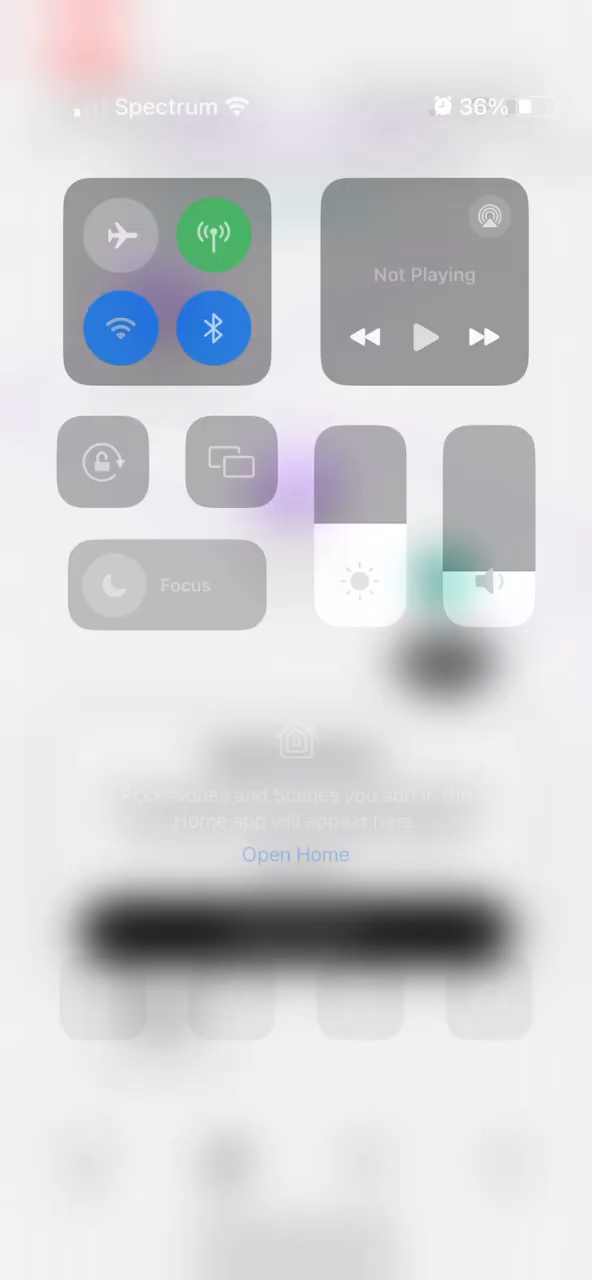 Spectrum 36%
Not Playing
Focus
Accessories and Scenes you add in the
Home app will appear here.
Open Home